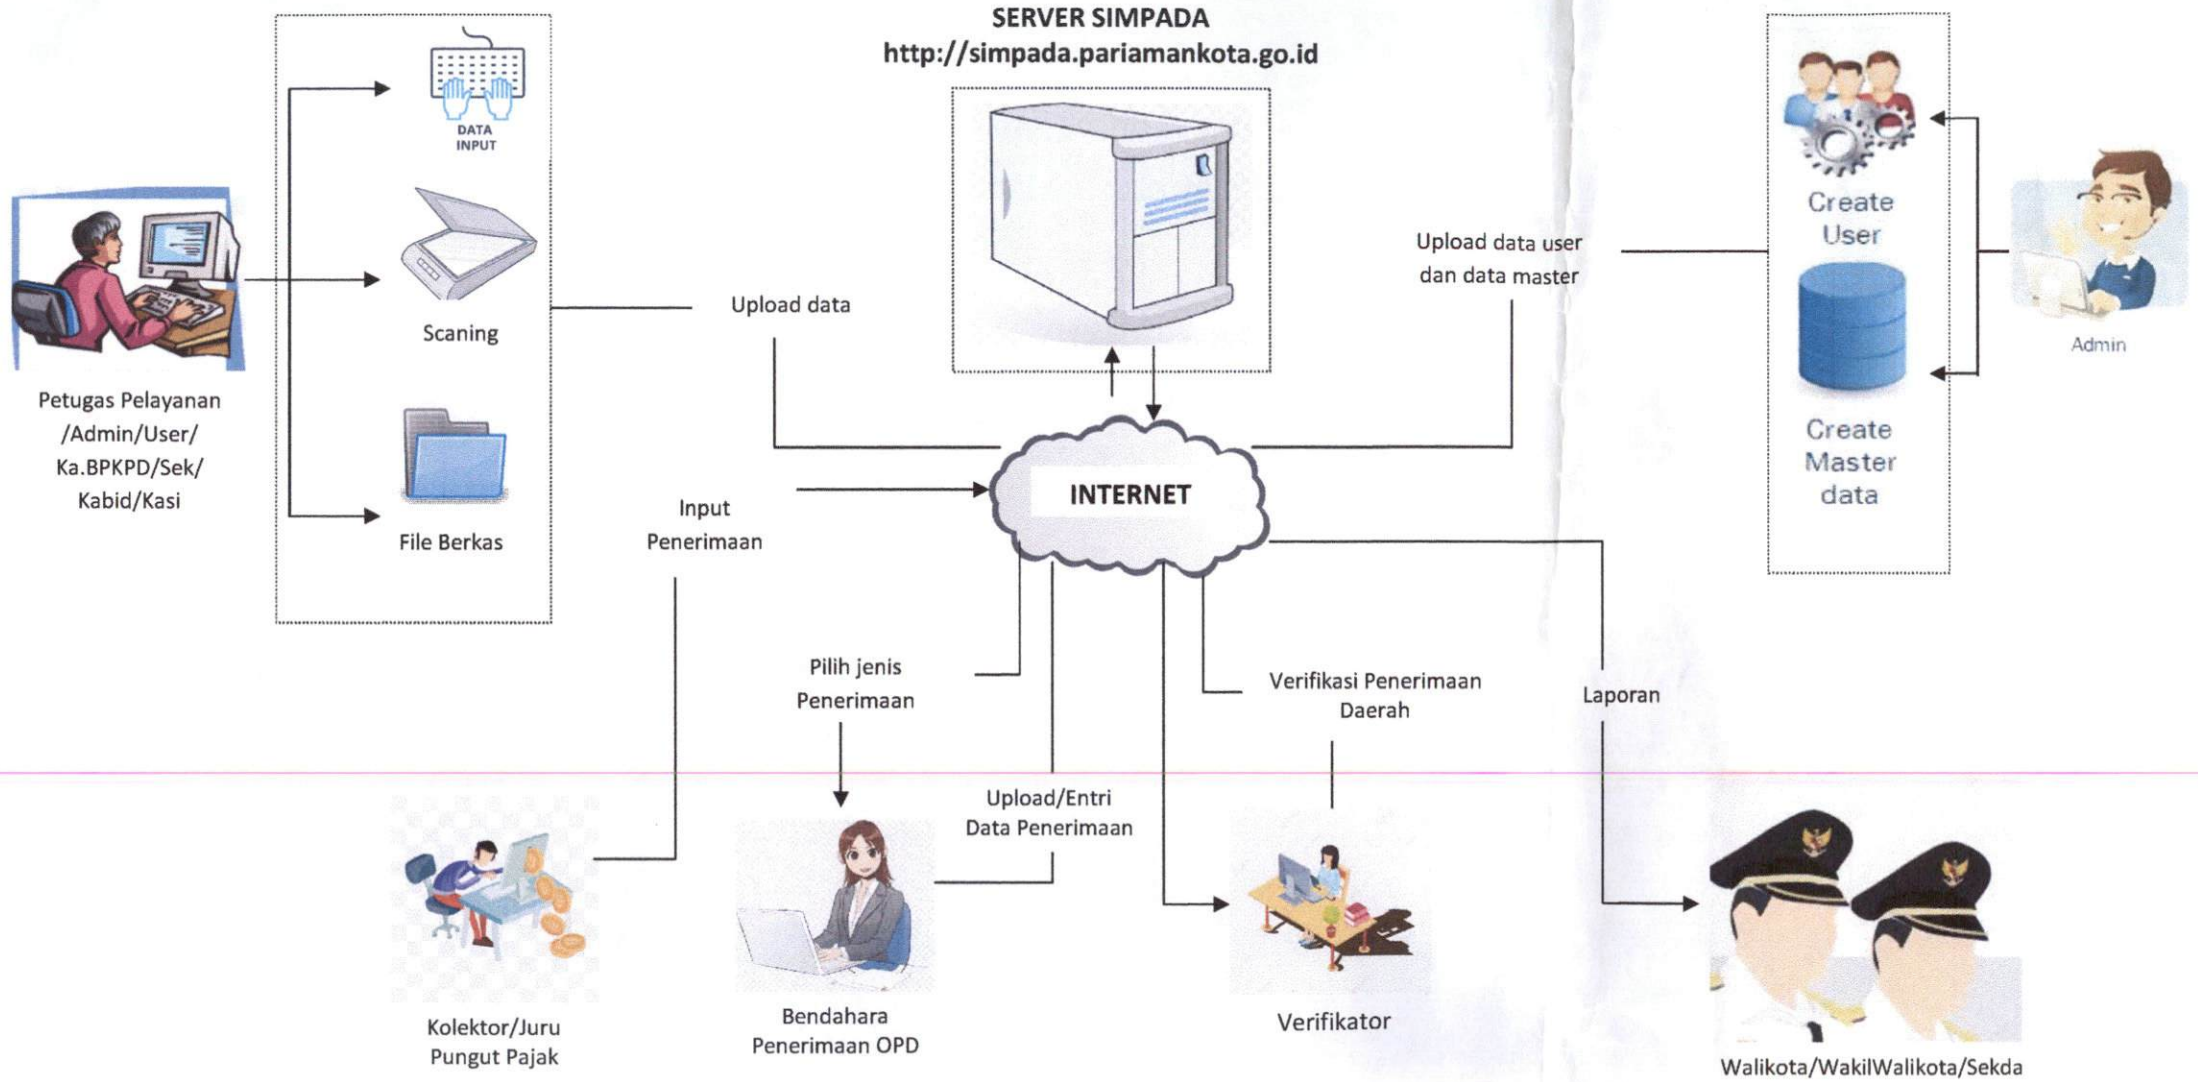 SERVER SIMPADA
http://simpada.pariamankota.go.id
DATA
INPUT
Scaning
File Berkas
Petugas Pelayanan
/Admin/User/
Ka.BPKPD/Sek/
Kabid/Kasi
Upload data
Upload data user
dan data master
Create
User
Create
Master
data
Admin
INTERNET
Input
Penerimaan
Pilih jenis
Penerimaan
Verifikasi Penerimaan
Daerah
Laporan
Upload/Entri
Data Penerimaan
Kolektor/Juru
Pungut Pajak
Bendahara
Penerimaan OPD
Verifikator
Walikota/WakilWalikota/Sekda